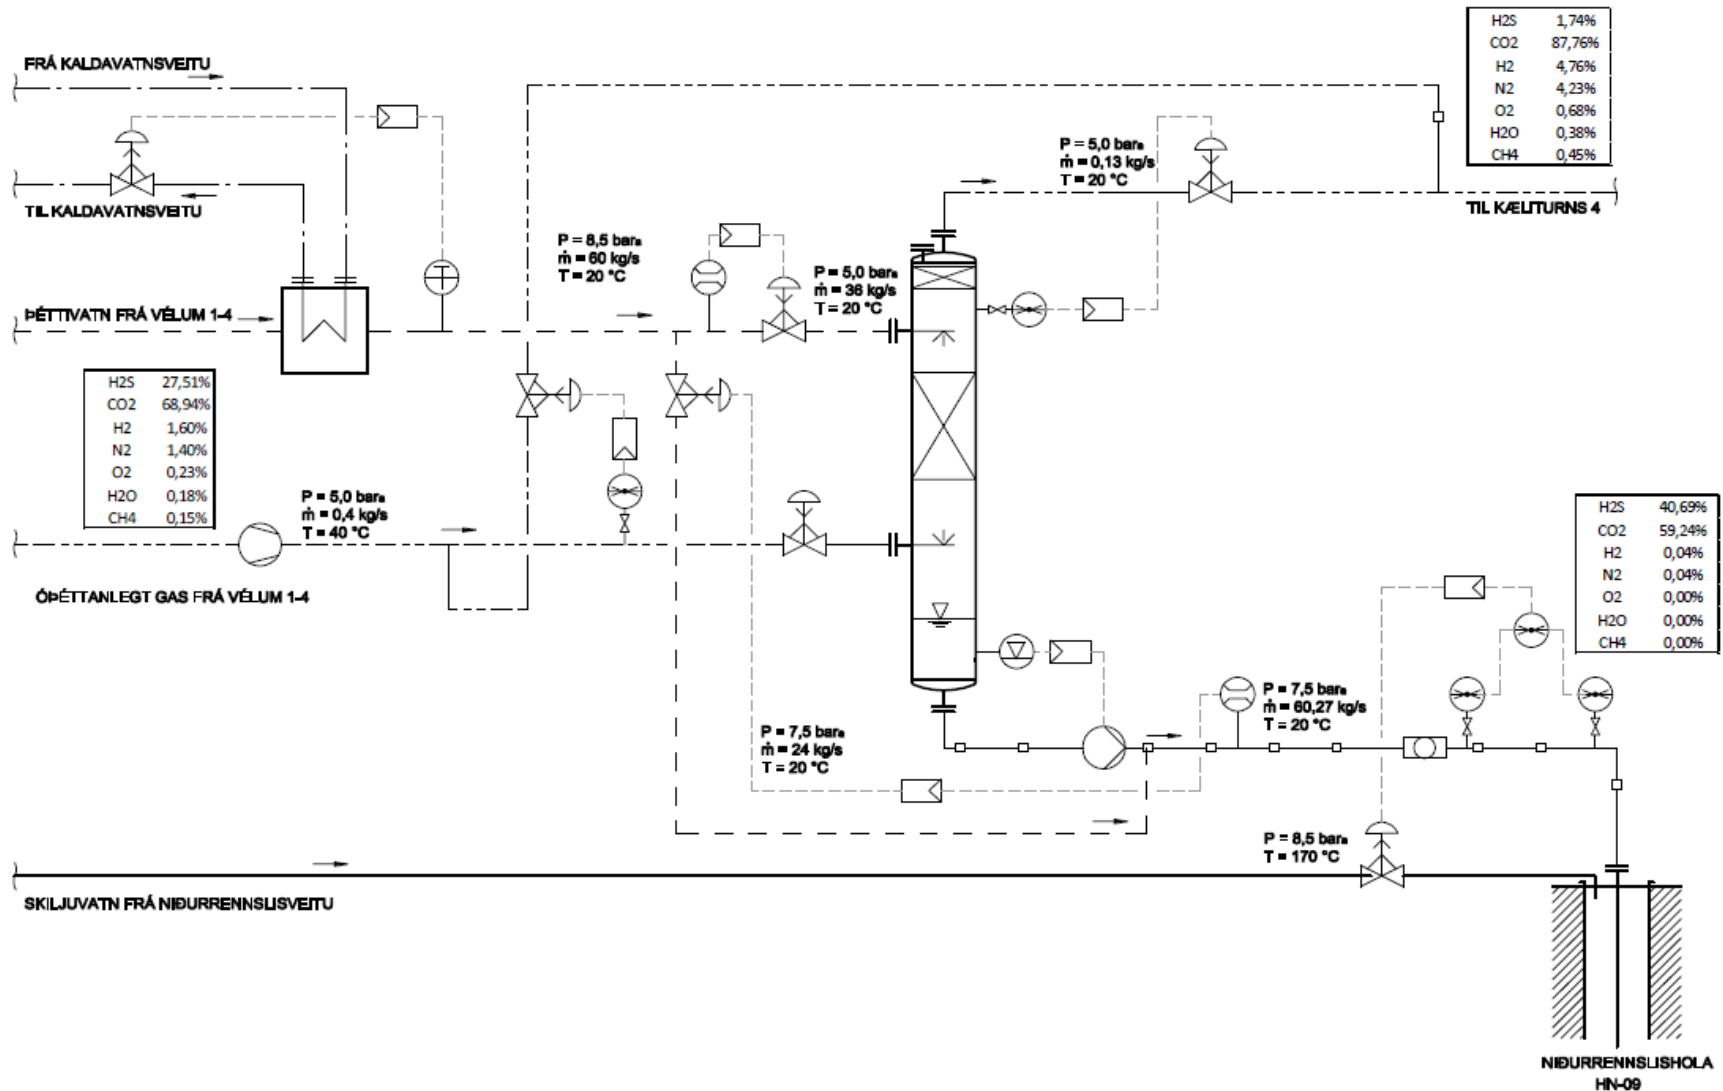 H2S 1,74%
CO2 87,76%
H2 4,76%
N2 4,23%
O2 0,68%
H2O 0,38%
CH4 0,45%
FRÁ KALDAVATNSVEITU
TIL KALDAVATNSVEITU
P = 5,0 bara
ṁ = 0,13 kg/s
T = 20 °C
TIL KÆLITURNS 4
P = 8,5 bara
ṁ = 60 kg/s
T = 20 °C
P = 5,0 bara
ṁ = 36 kg/s
T = 20 °C
T
ÞÉTTIVATN FRÁ VÉLUM 1-4
H2S 27,51%
CO2 68,94%
H2 1,60%
N2 1,40%
O2 0,23%
H2O 0,18%
CH4 0,15%
P = 5,0 bara
ṁ = 0,4 kg/s
T = 40 °C
ÓÞÉTTANLEGT GAS FRÁ VÉLUM 1-4
H2S 40,69%
CO2 59,24%
H2 0,04%
N2 0,04%
O2 0,00%
H2O 0,00%
CH4 0,00%
P = 7,5 bara
ṁ = 24 kg/s
T = 20 °C
P = 7,5 bara
ṁ = 60,27 kg/s
T = 20 °C
P = 8,5 bara
T = 170 °C
SKILJUVATN FRÁ NIÐURRENNSLISVEITU
NIÐURRENNSLISHOLA
HN-09